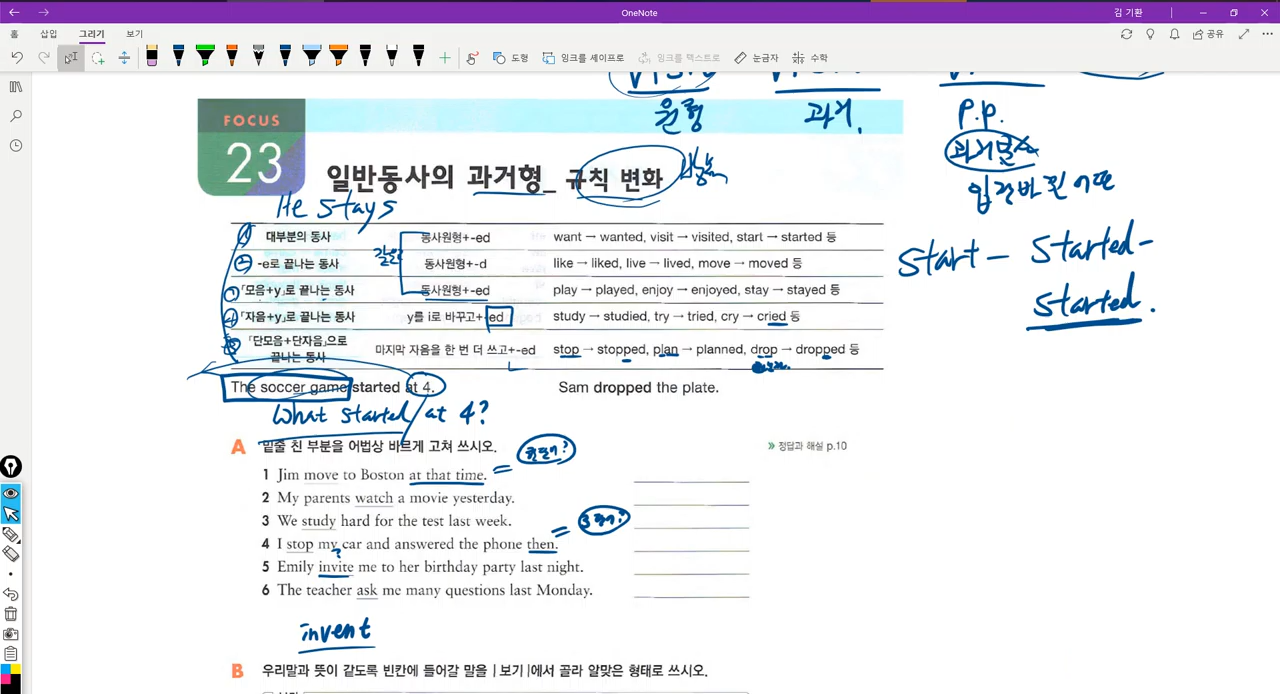 OneNote
김 기환
홈 삽입 그리기 보기
공유
도형 잉크를 셰이프로 잉크를 텍스트로 눈금자 수학
원형 과거. P.P.
과거분사
FOCUS
23
일반동사의 과거형_ 규칙 변화
He stays
대부분의 동사 동사원형+-ed want → wanted, visit → visited, start → started 등
-e로 끝나는 동사 동사원형+-d like → liked, live → lived, move → moved 등
「모음+y」로 끝나는 동사 동사원형+-ed play → played, enjoy → enjoyed, stay → stayed 등
「자음+y」로 끝나는 동사 y를 i로 바꾸고+-ed study → studied, try → tried, cry → cried 등
「단모음+단자음」으로 끝나는 동사 마지막 자음을 한 번 더 쓰고+-ed stop → stopped, plan → planned, drop → dropped 등
start – started –
started.
The soccer game started at 4. Sam dropped the plate.
What started at 4?
A 밑줄 친 부분을 어법상 바르게 고쳐 쓰시오. » 정답과 해설 p.10
1 Jim move to Boston at that time. =
2 My parents watch a movie yesterday.
3 We study hard for the test last week.
4 I stop my car and answered the phone then. =
5 Emily invite me to her birthday party last night.
6 The teacher ask me many questions last Monday.
invent
B 우리말과 뜻이 같도록 빈칸에 들어갈 말을 |보기|에서 골라 알맞은 형태로 쓰시오.